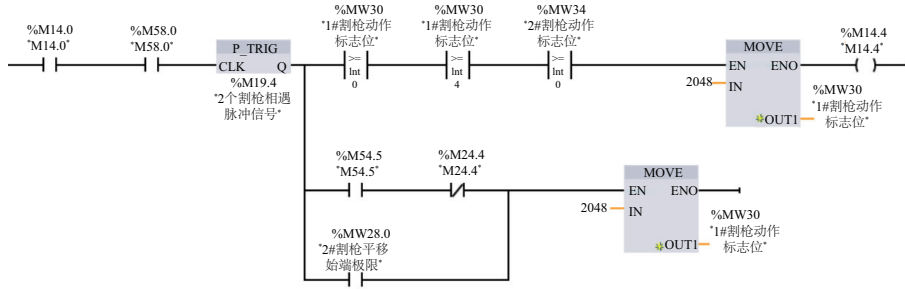 %M14.0
"M14.0"
%M58.0
"M58.0"
P_TRIG
CLK Q
%M19.4
"2个割枪相遇
脉冲信号"
%MW30
"1#割枪动作
标志位"
>=
Int
0
%MW30
"1#割枪动作
标志位"
>=
Int
4
%MW34
"2#割枪动作
标志位"
>=
Int
0
MOVE
EN ENO
2048 IN
OUT1
%MW30
"1#割枪动作
标志位"
%M14.4
"M14.4"
%M54.5
"M54.5"
%M24.4
"M24.4"
MOVE
EN ENO
2048 IN
OUT1
%MW30
"1#割枪动作
标志位"
%MW28.0
"2#割枪平移
始端极限"